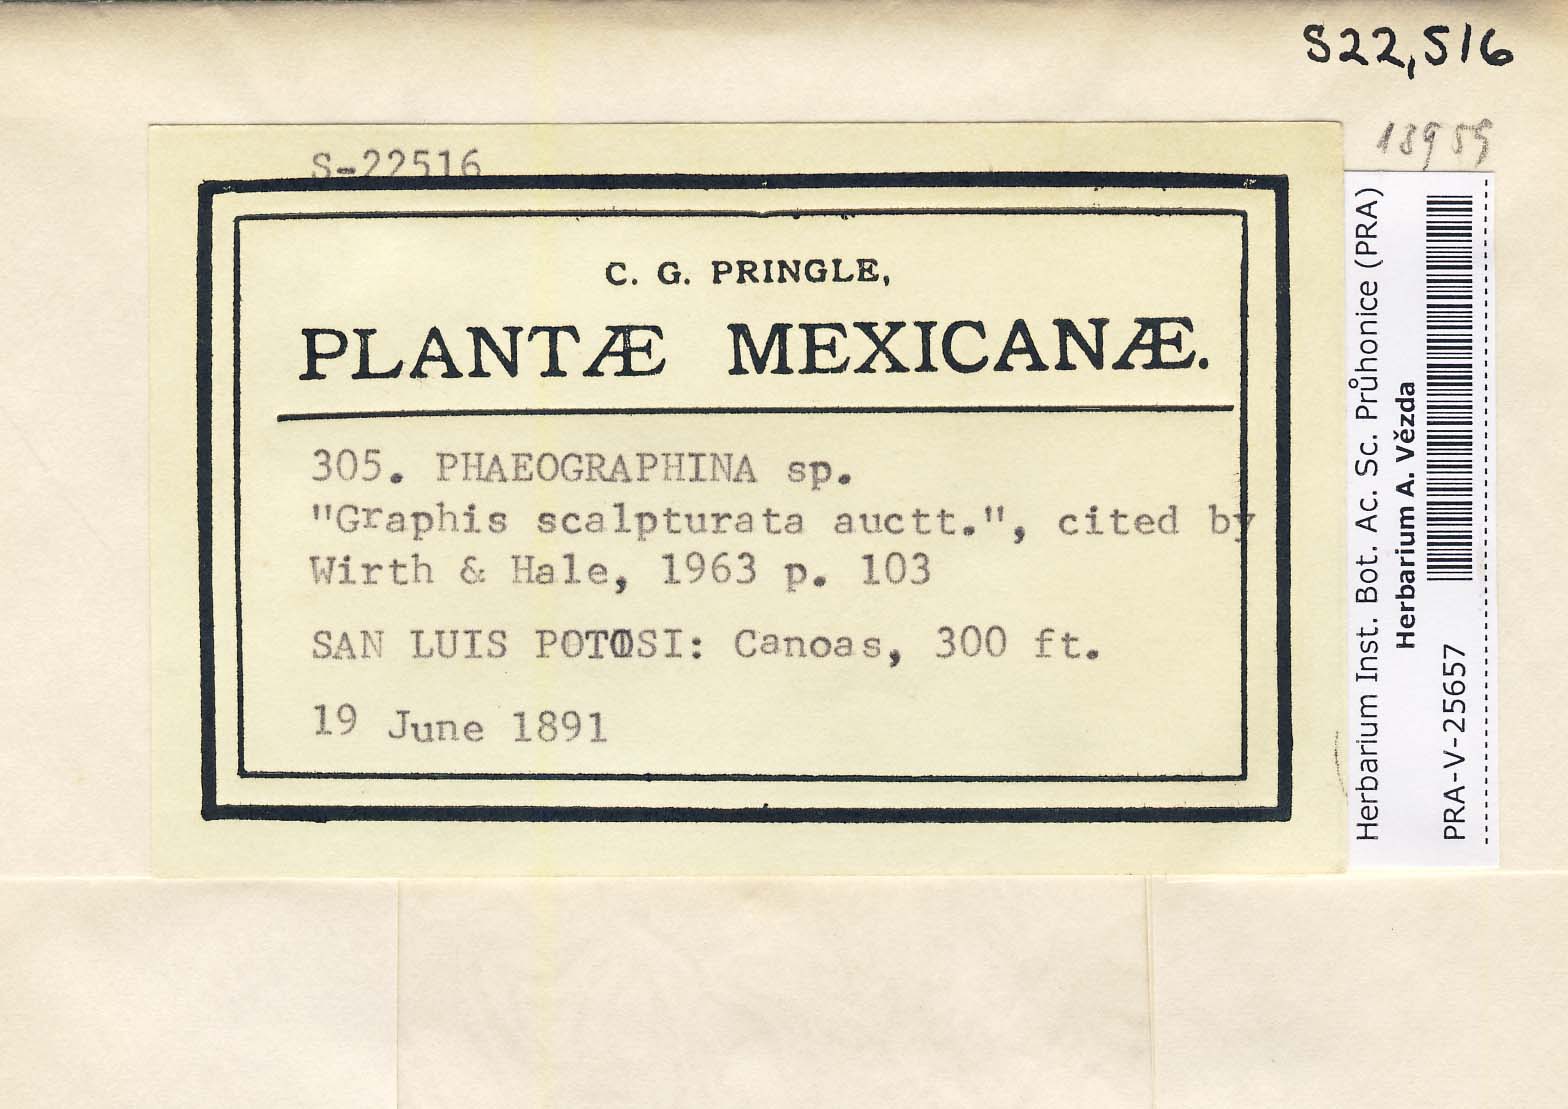 S22,516
13959
S-22516
C. G. PRINGLE,
PLANTÆ MEXICANÆ.
305. PHAEOGRAPHINA sp.
"Graphis scalpturata auctt.", cited by
Wirth & Hale, 1963 p. 103
SAN LUIS POTOSI: Canoas, 300 ft.
19 June 1891
Herbarium Inst. Bot. Ac. Sc. Průhonice (PRA)
Herbarium A. Vězda
PRA-V-25657